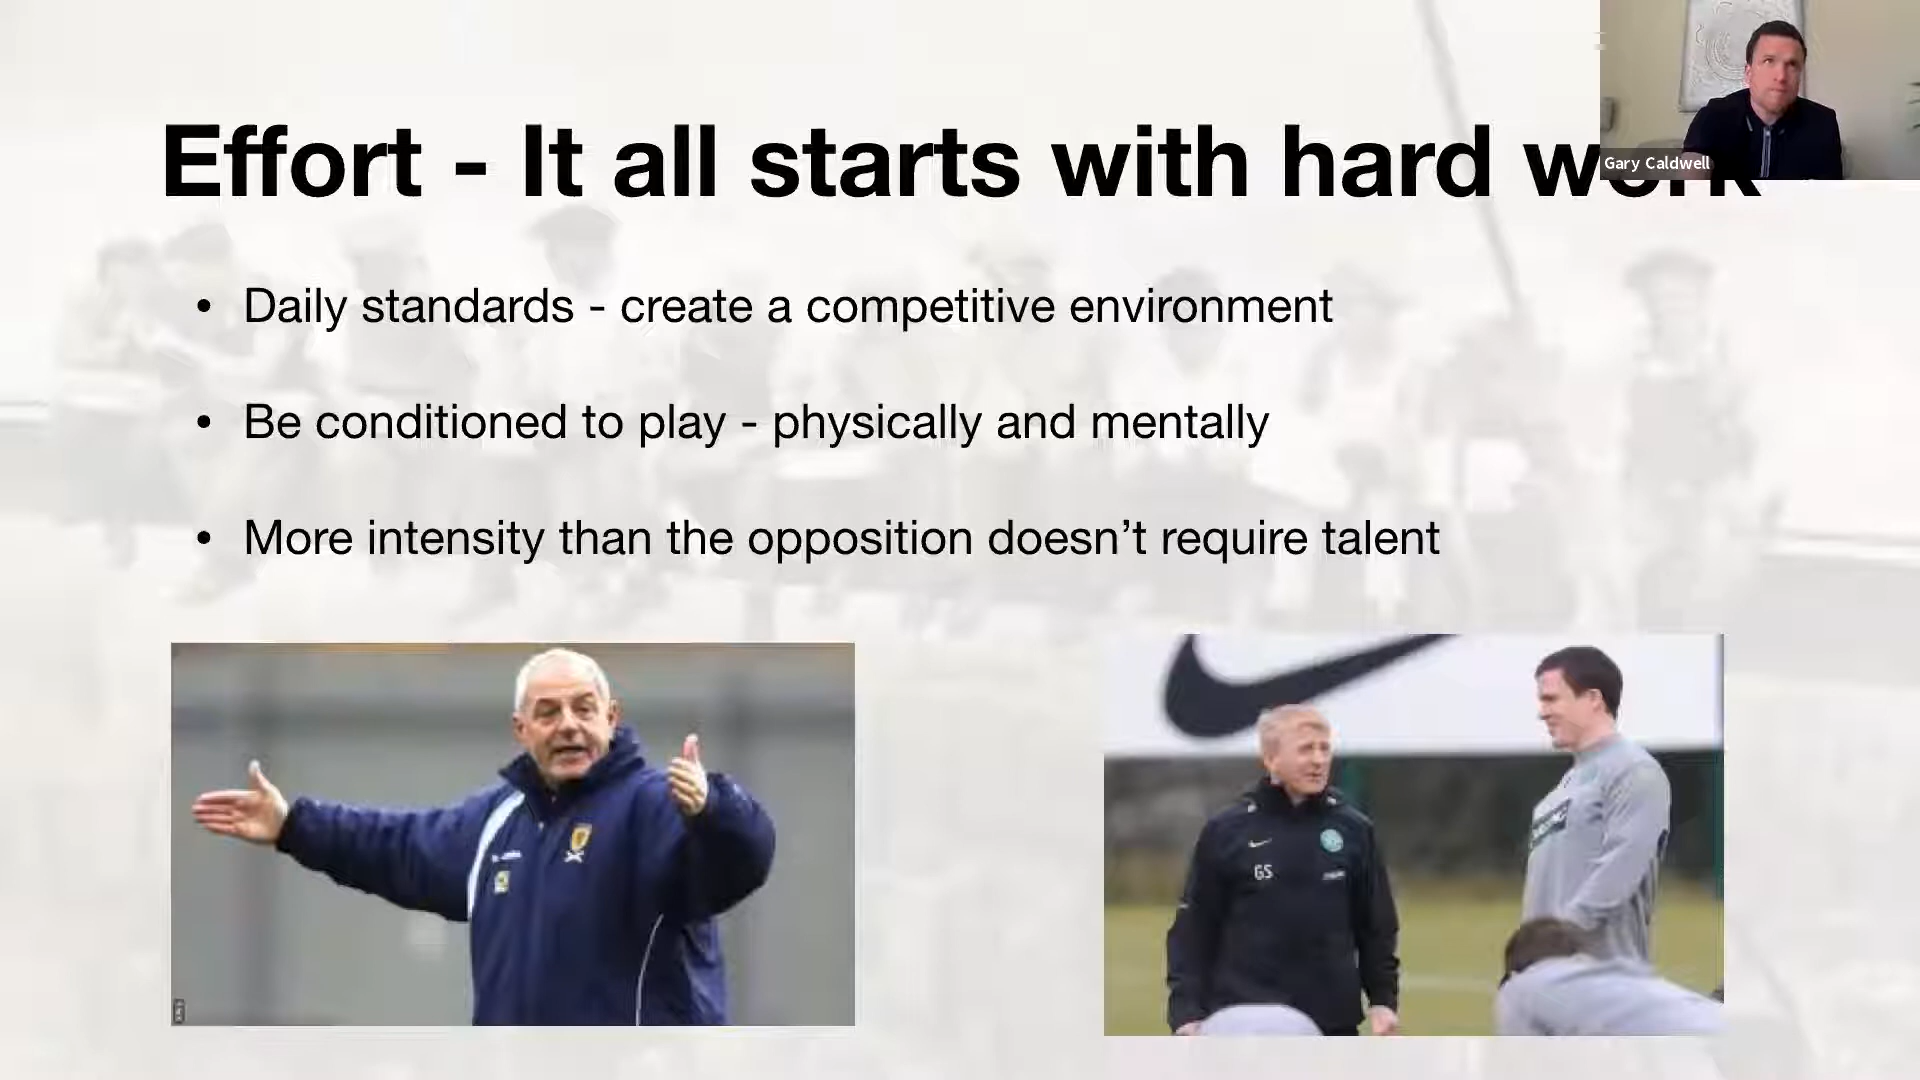 Effort - It all starts with hard work
Gary Caldwell
• Daily standards - create a competitive environment
• Be conditioned to play - physically and mentally
• More intensity than the opposition doesn’t require talent
GS